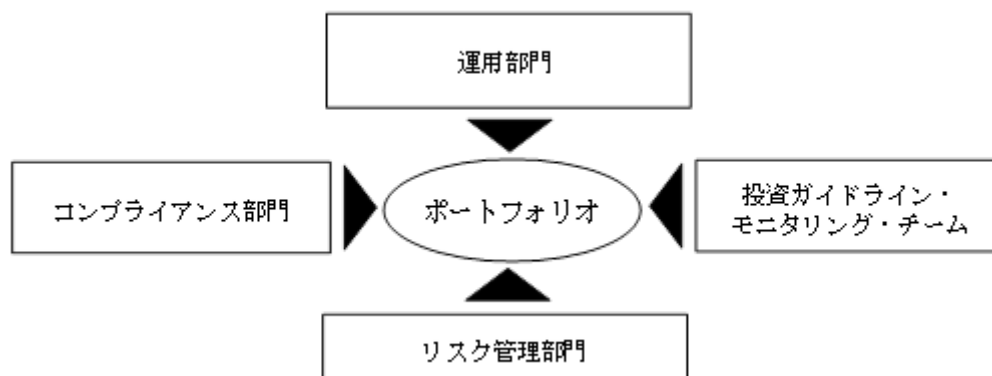 運用部門
コンプライアンス部門
ポートフォリオ
投資ガイドライン・
モニタリング・チーム
リスク管理部門